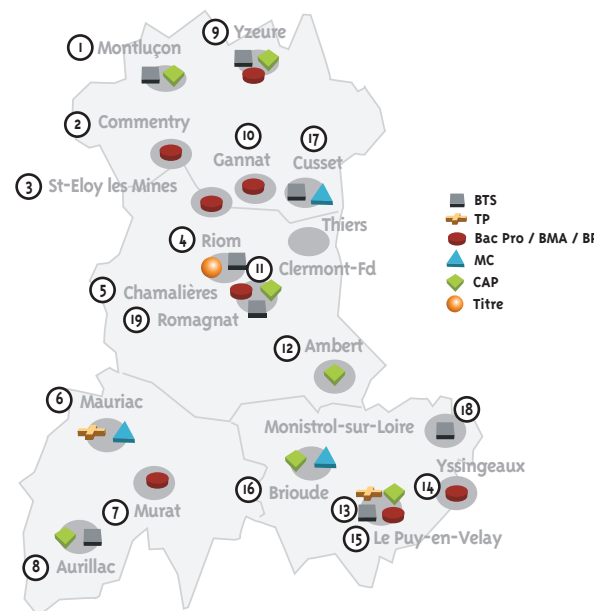 1 Montluçon
9 Yzeure
2 Commentry
10
Gannat
17
Cusset
3 St-Eloy les Mines
Thiers
4 Riom
11 Clermont-Fd
5 Chamalières
19 Romagnat
BTS
TP
Bac Pro / BMA / BP
MC
CAP
Titre
12 Ambert
6 Mauriac
18
Monistrol-sur-Loire
Yssingeaux
14
16 Brioude
7 Murat
13
15 Le Puy-en-Velay
8 Aurillac